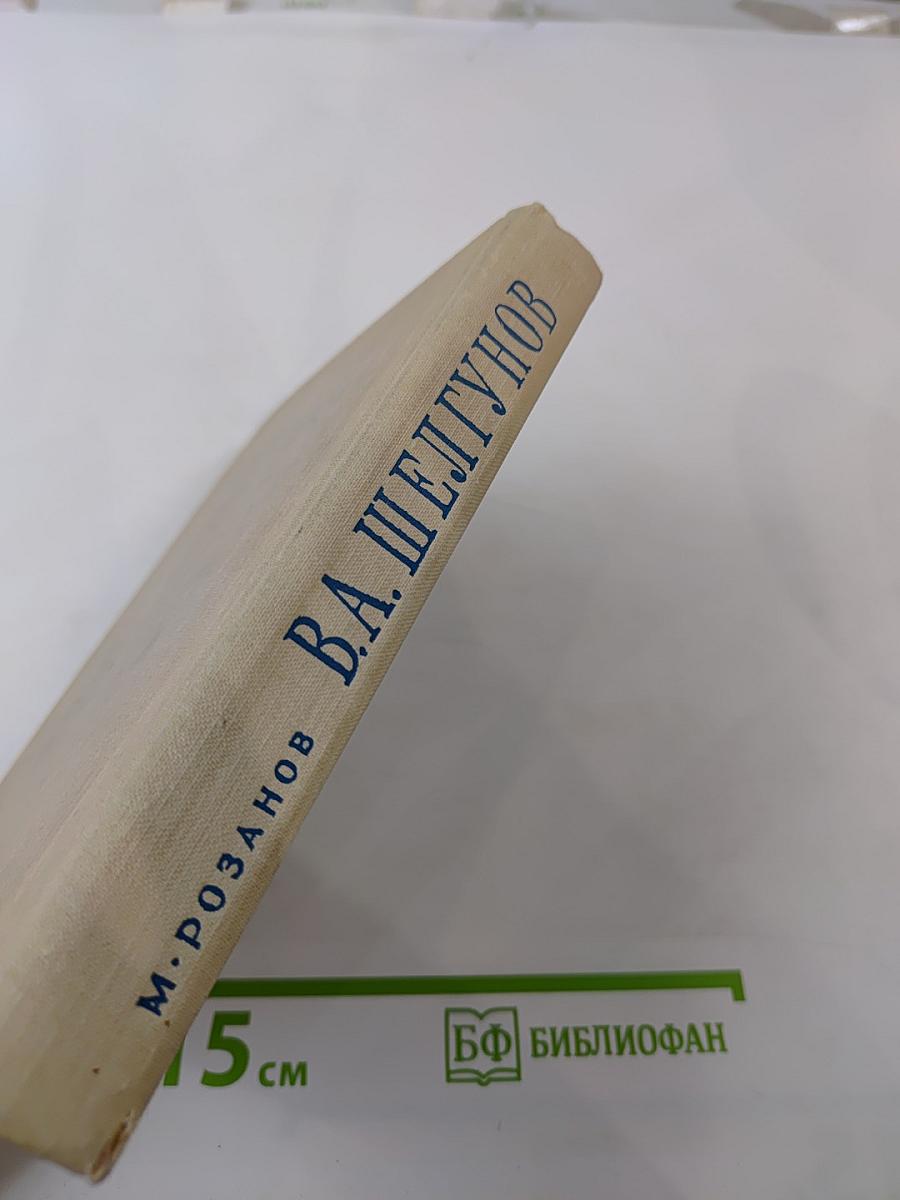 В.А. ШЕЛГУНОВ
М. РОЗАНОВ
15 см
БФ БИБЛИОФАН